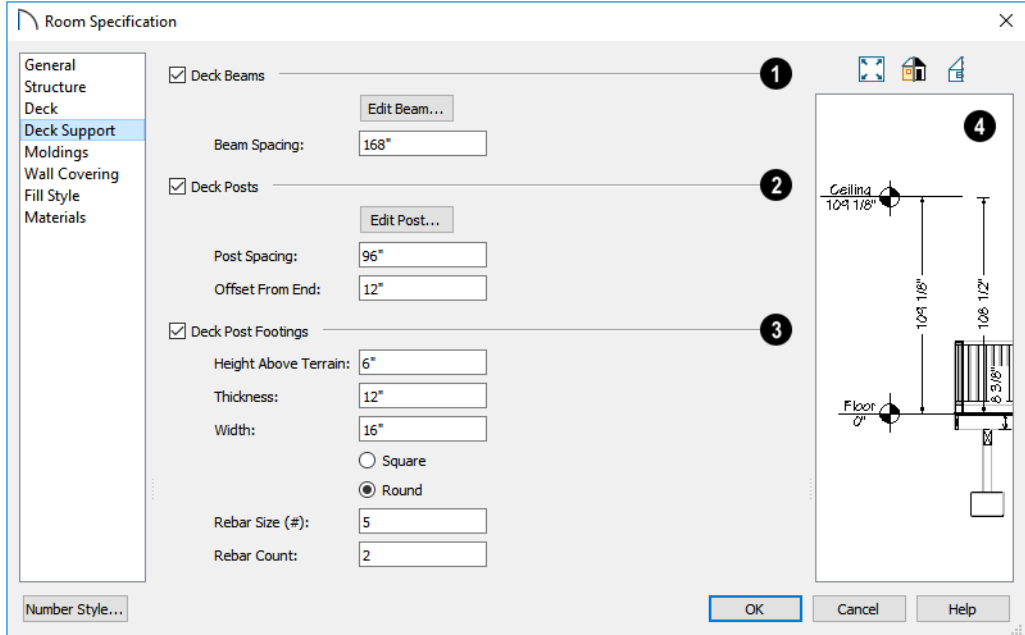 Room Specification
General
Structure
Deck
Deck Support
Moldings
Wall Covering
Fill Style
Materials
Deck Beams
1
Edit Beam...
Beam Spacing: 168"
Deck Posts
2
Edit Post...
Post Spacing: 96"
Offset From End: 12"
Deck Post Footings
3
Height Above Terrain: 6"
Thickness: 12"
Width: 16"
Square
Round
Rebar Size (#): 5
Rebar Count: 2
4
Ceiling
109 1/8"
109 1/8"
108 1/2"
8 3/8"
Floor
0"
Number Style...
OK
Cancel
Help